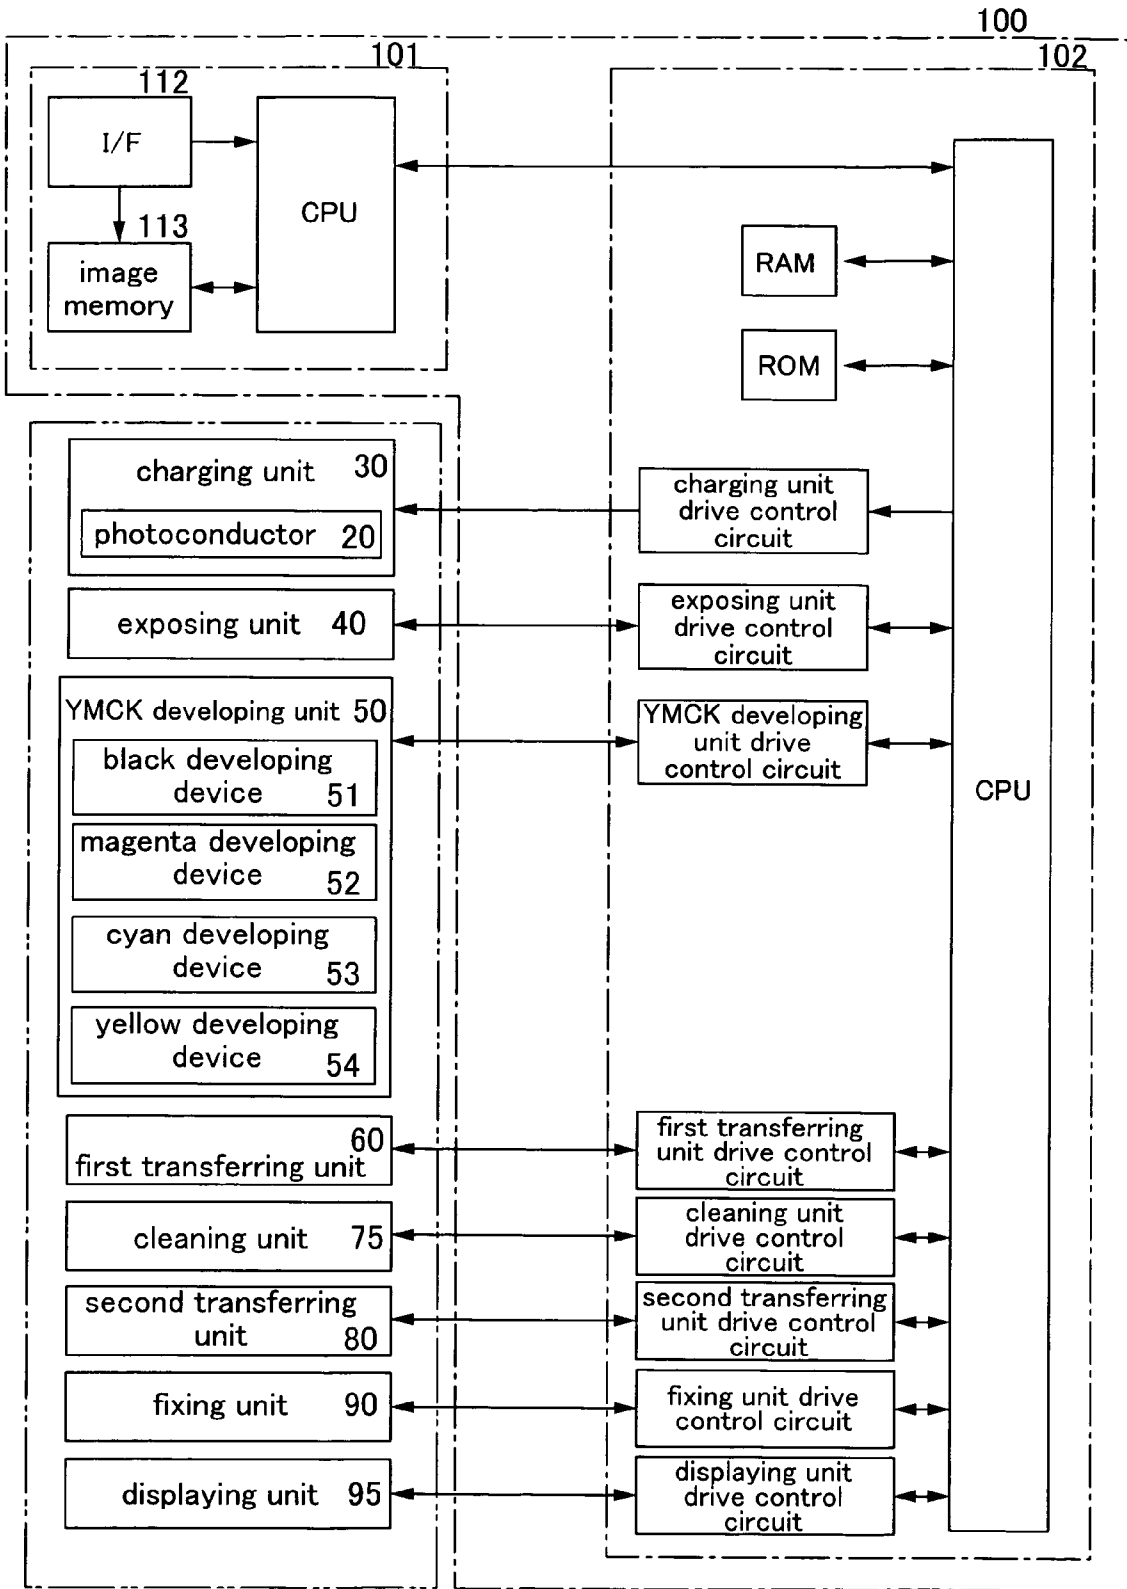 100
101
102
112
I/F
CPU
113
image
memory
RAM
ROM
charging unit 30
photoconductor 20
charging unit
drive control
circuit
exposing unit 40
exposing unit
drive control
circuit
YMCK developing unit 50
black developing
device 51
magenta developing
device 52
cyan developing
device 53
yellow developing
device 54
YMCK developing
unit drive
control circuit
CPU
60
first transferring unit
first transferring
unit drive control
circuit
cleaning unit 75
cleaning unit
drive control
circuit
second transferring
unit 80
second transferring
unit drive control
circuit
fixing unit 90
fixing unit drive
control circuit
displaying unit 95
displaying unit
drive control
circuit